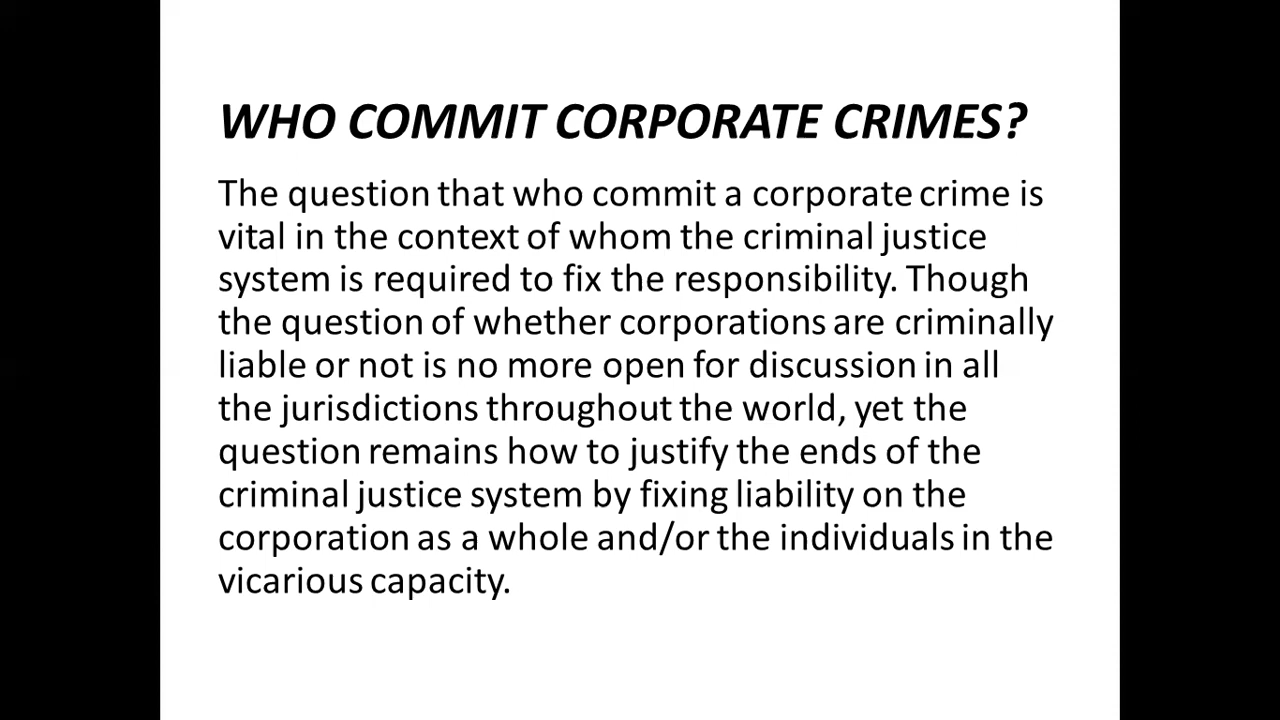 WHO COMMIT CORPORATE CRIMES?
The question that who commit a corporate crime is
vital in the context of whom the criminal justice
system is required to fix the responsibility. Though
the question of whether corporations are criminally
liable or not is no more open for discussion in all
the jurisdictions throughout the world, yet the
question remains how to justify the ends of the
criminal justice system by fixing liability on the
corporation as a whole and/or the individuals in the
vicarious capacity.